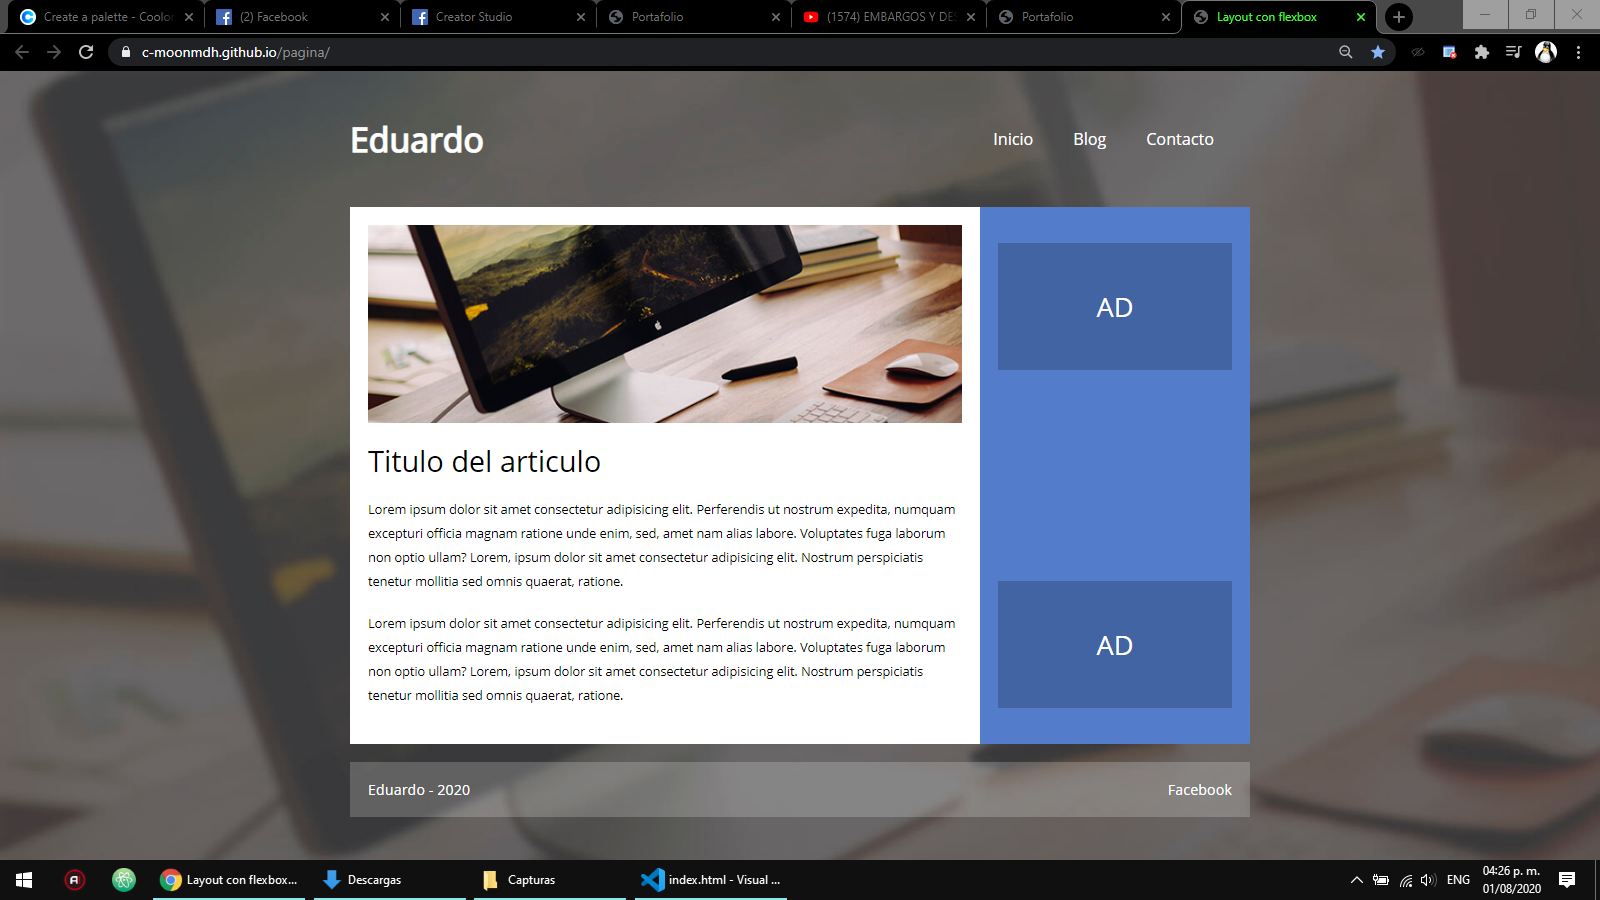 Create a palette - Coolor
(2) Facebook
Creator Studio
Portafolio
(1574) EMBARGOS Y DES
Portafolio
Layout con flexbox
c-moonmdh.github.io/pagina/
Eduardo
Inicio
Blog
Contacto
AD
Titulo del articulo
Lorem ipsum dolor sit amet consectetur adipisicing elit. Perferendis ut nostrum expedita, numquam
excepturi officia magnam ratione unde enim, sed, amet nam alias labore. Voluptates fuga laborum
non optio ullam? Lorem, ipsum dolor sit amet consectetur adipisicing elit. Nostrum perspiciatis
tenetur mollitia sed omnis quaerat, ratione.
Lorem ipsum dolor sit amet consectetur adipisicing elit. Perferendis ut nostrum expedita, numquam
excepturi officia magnam ratione unde enim, sed, amet nam alias labore. Voluptates fuga laborum
non optio ullam? Lorem, ipsum dolor sit amet consectetur adipisicing elit. Nostrum perspiciatis
tenetur mollitia sed omnis quaerat, ratione.
AD
Eduardo - 2020
Facebook
Layout con flexbox...
Descargas
Capturas
index.html - Visual ...
ENG
04:26 p. m.
01/08/2020